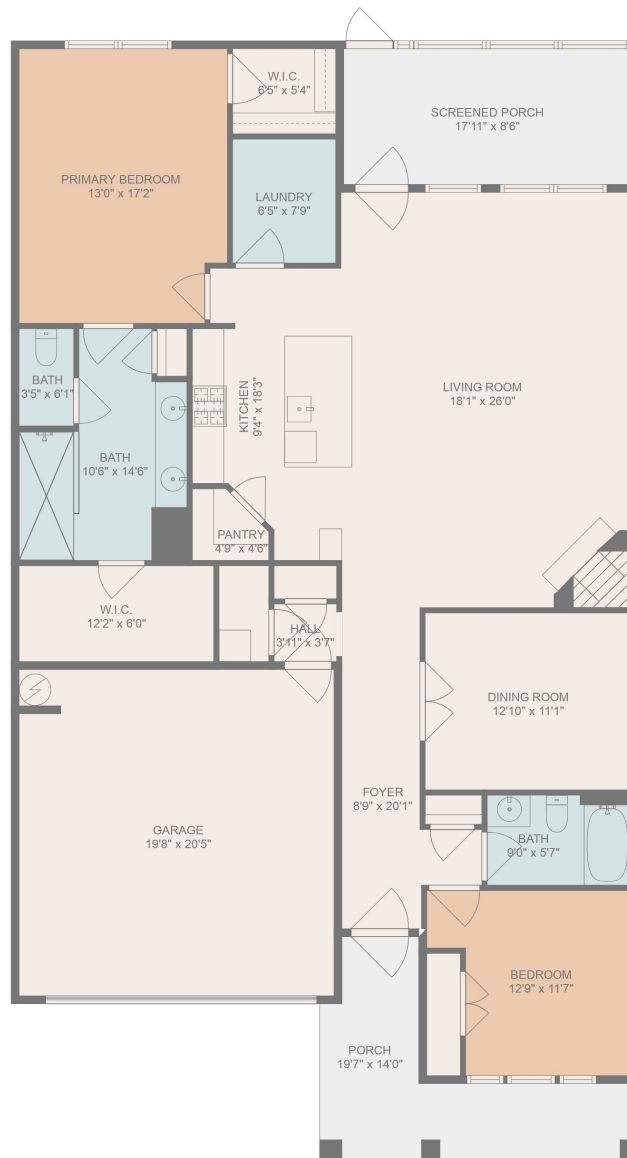 W.I.C.
6'5" x 5'4"
SCREENED PORCH
17'11" x 8'6"
PRIMARY BEDROOM
13'0" x 17'2"
LAUNDRY
6'5" x 7'9"
BATH
3'5" x 6'1"
KITCHEN
9'4" x 18'3"
LIVING ROOM
18'1" x 26'0"
BATH
10'6" x 14'6"
PANTRY
4'9" x 4'6"
W.I.C.
12'2" x 6'0"
HALL
3'11" x 3'7"
DINING ROOM
12'10" x 11'1"
FOYER
8'9" x 20'1"
GARAGE
19'8" x 20'5"
BATH
9'0" x 5'7"
BEDROOM
12'9" x 11'7"
PORCH
19'7" x 14'0"